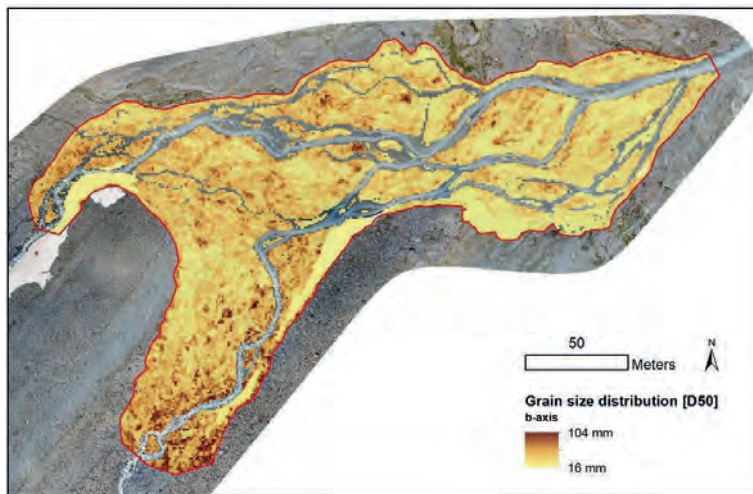 50
Meters
N
Grain size distribution [D50]
b-axis
104 mm
16 mm